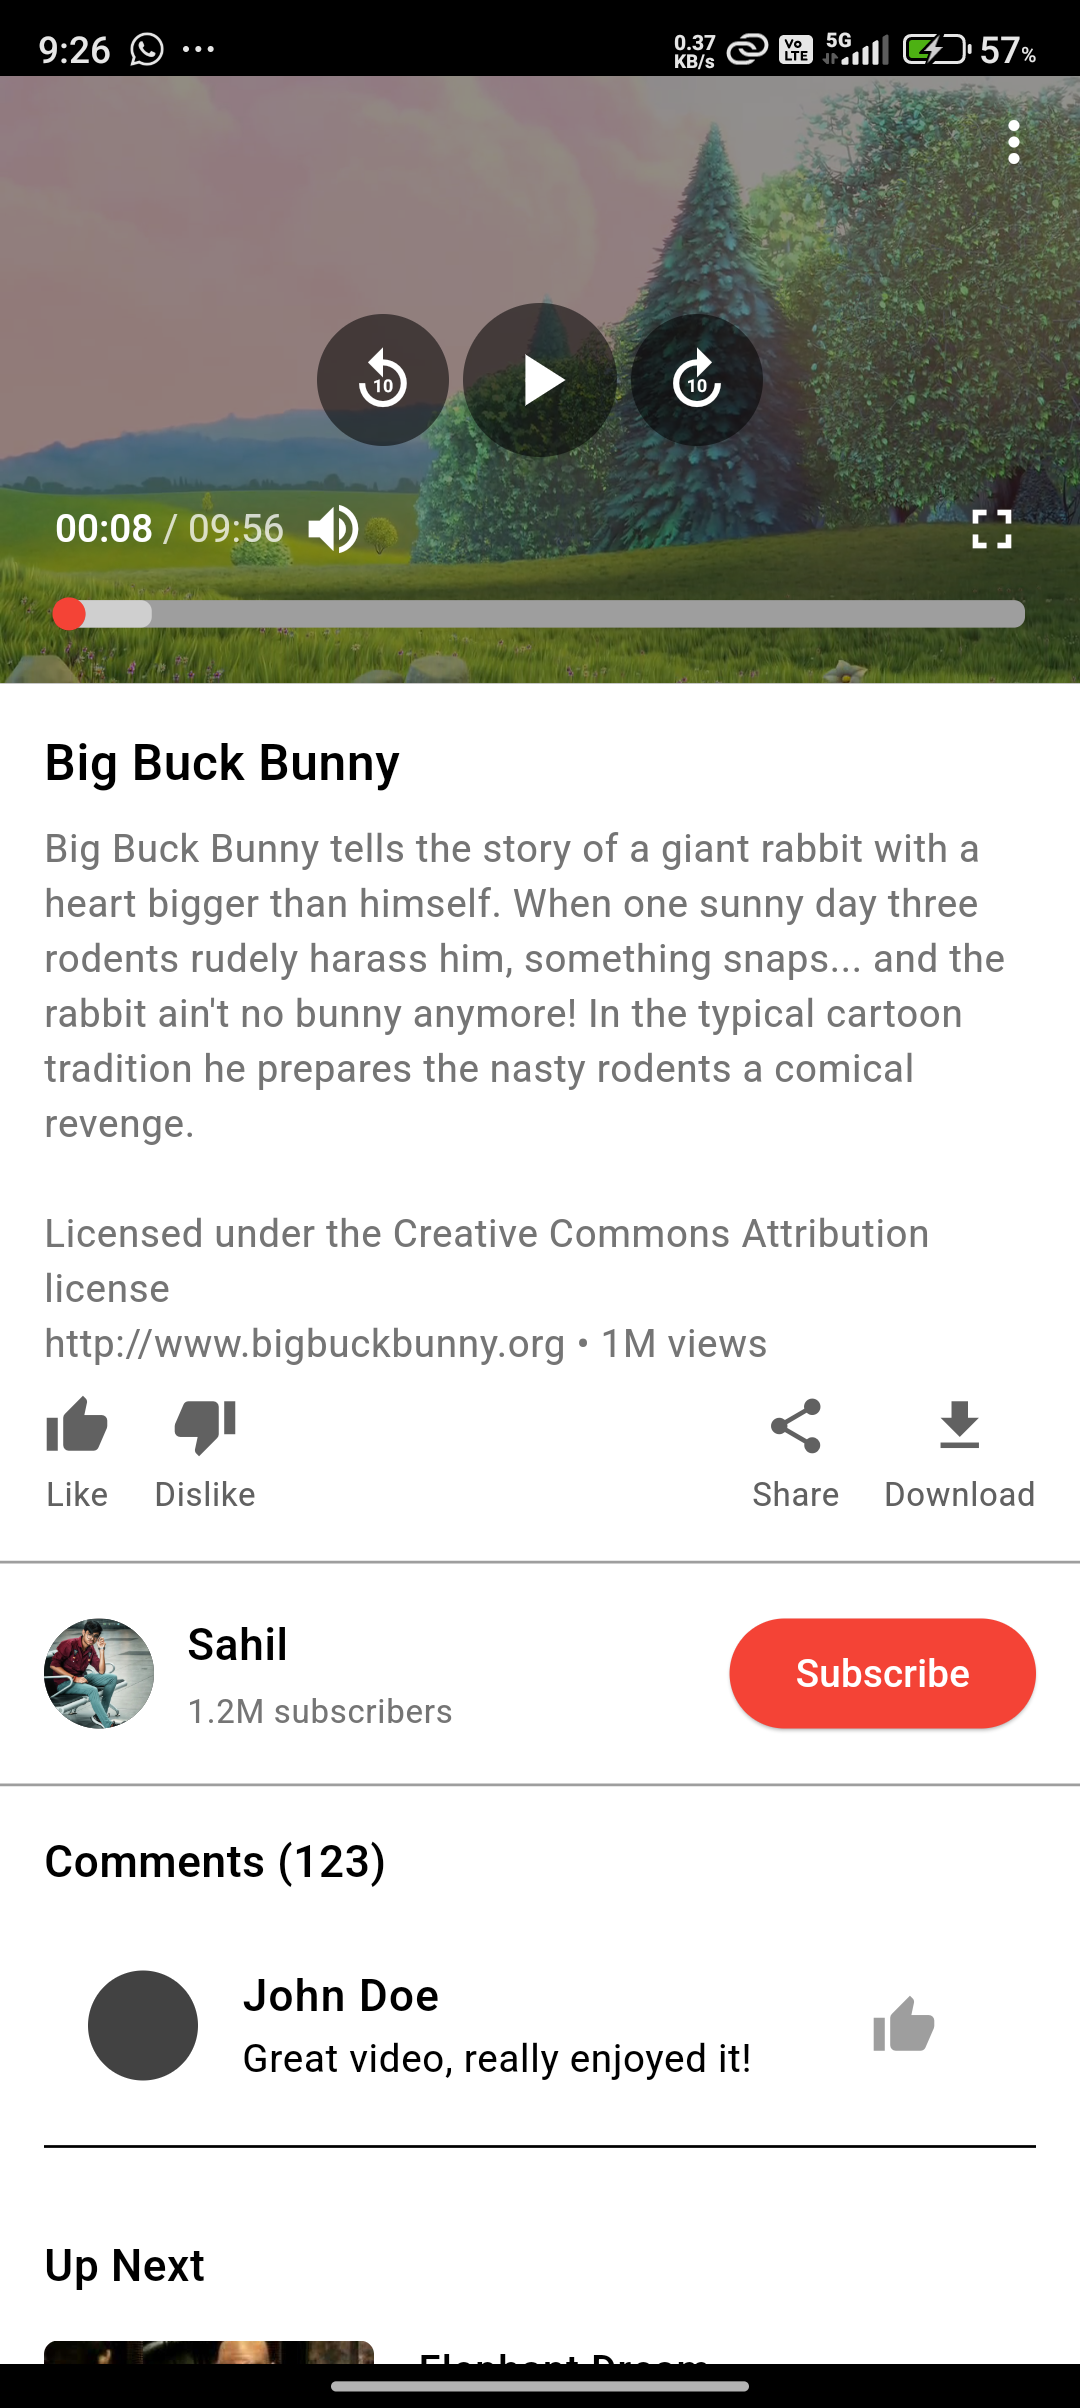 9:26 ... 0.37 KB/s Vo LTE 5G 57%
10 10
00:08 / 09:56
Big Buck Bunny
Big Buck Bunny tells the story of a giant rabbit with a
heart bigger than himself. When one sunny day three
rodents rudely harass him, something snaps... and the
rabbit ain't no bunny anymore! In the typical cartoon
tradition he prepares the nasty rodents a comical
revenge.
Licensed under the Creative Commons Attribution
license
http://www.bigbuckbunny.org • 1M views
Like Dislike Share Download
Sahil
1.2M subscribers
Subscribe
Comments (123)
John Doe
Great video, really enjoyed it!
Up Next
Elephant Dream